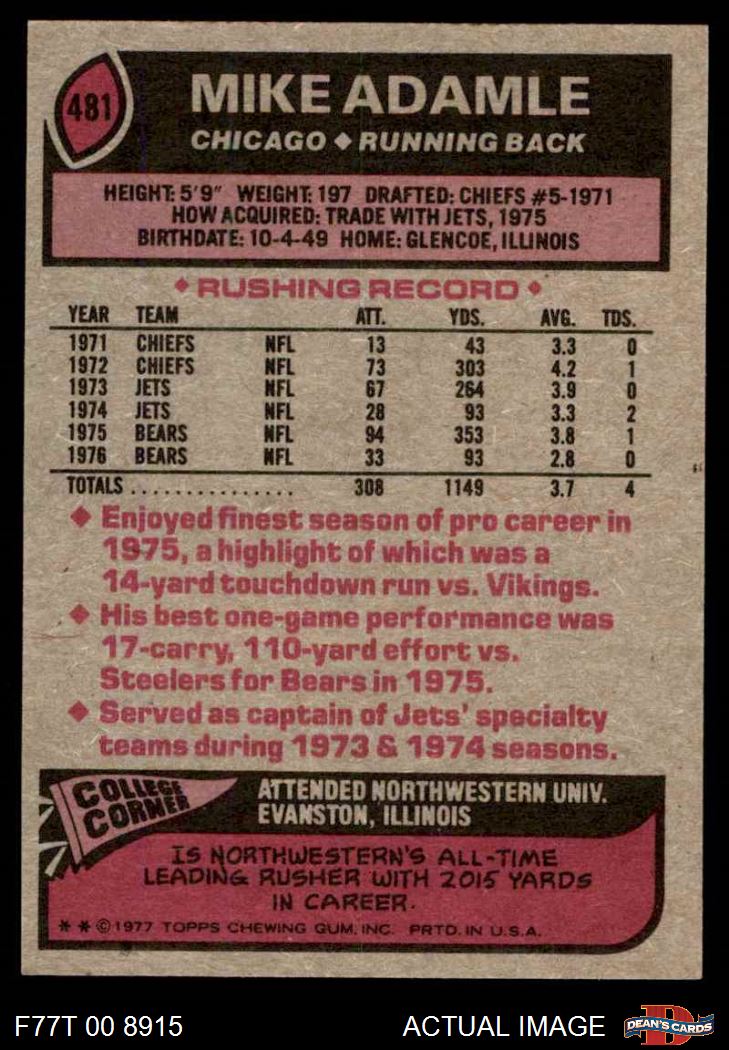 481
MIKE ADAMLE
CHICAGO ◆ RUNNING BACK
HEIGHT: 5'9" WEIGHT: 197 DRAFTED: CHIEFS #5-1971
HOW ACQUIRED: TRADE WITH JETS, 1975
BIRTHDATE: 10-4-49 HOME: GLENCOE, ILLINOIS
◆ RUSHING RECORD ◆
YEAR TEAM ATT. YDS. AVG. TDS.
1971 CHIEFS NFL 13 43 3.3 0
1972 CHIEFS NFL 73 303 4.2 1
1973 JETS NFL 67 264 3.9 0
1974 JETS NFL 28 93 3.3 2
1975 BEARS NFL 94 353 3.8 1
1976 BEARS NFL 33 93 2.8 0
TOTALS . . . . . . . . . . . . . . . 308 1149 3.7 4
◆ Enjoyed finest season of pro career in
1975, a highlight of which was a
14-yard touchdown run vs. Vikings.
◆ His best one-game performance was
17-carry, 110-yard effort vs.
Steelers for Bears in 1975.
◆ Served as captain of Jets' specialty
teams during 1973 & 1974 seasons.
COLLEGE
CORNER
ATTENDED NORTHWESTERN UNIV.
EVANSTON, ILLINOIS
IS NORTHWESTERN'S ALL-TIME
LEADING RUSHER WITH 2015 YARDS
IN CAREER.
* * © 1977 TOPPS CHEWING GUM, INC. PRTD. IN U.S.A.
F77T 00 8915 ACTUAL IMAGE
D
DEAN'S CARDS